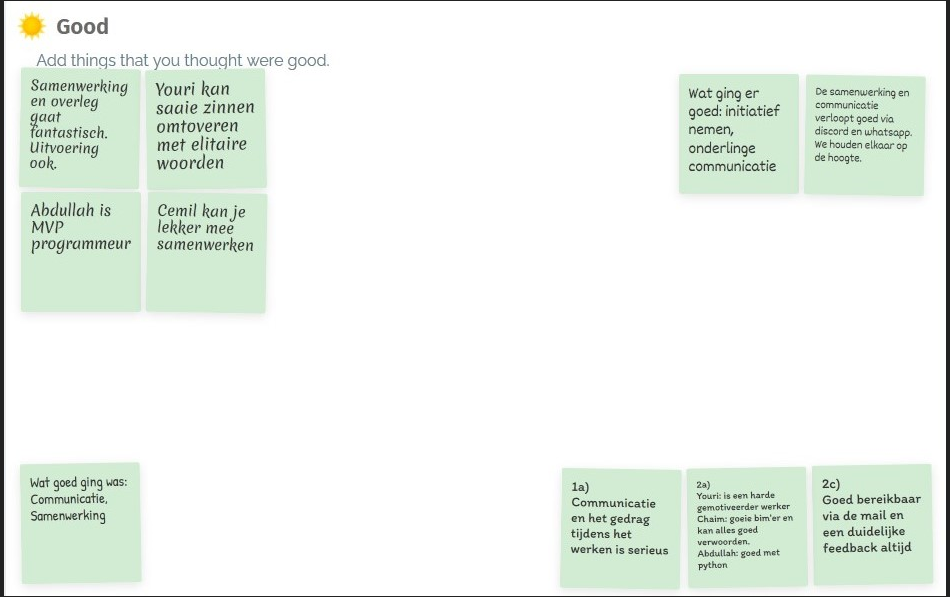 Good
Add things that you thought were good.
Samenwerking
en overleg
gaat
fantastisch.
Uitvoering
ook.
Youri kan
saaie zinnen
omtoveren
met elitaire
woorden
Wat ging er
goed: initiatief
nemen,
onderlinge
communicatie
De samenwerking en
communicatie
verloopt goed via
discord en whatsapp.
We houden elkaar op
de hoogte.
Abdullah is
MVP
programmeur
Cemil kan je
lekker mee
samenwerken
Wat goed ging was:
Communicatie,
Samenwerking
1a)
Communicatie
en het gedrag
tijdens het
werken is serieus
2a)
Youri: is een harde
gemotiveerder werker
Chaim: goeie bim'er en
kan alles goed
verwoorden.
Abdullah: goed met
python
2c)
Goed bereikbaar
via de mail en
een duidelijke
feedback altijd